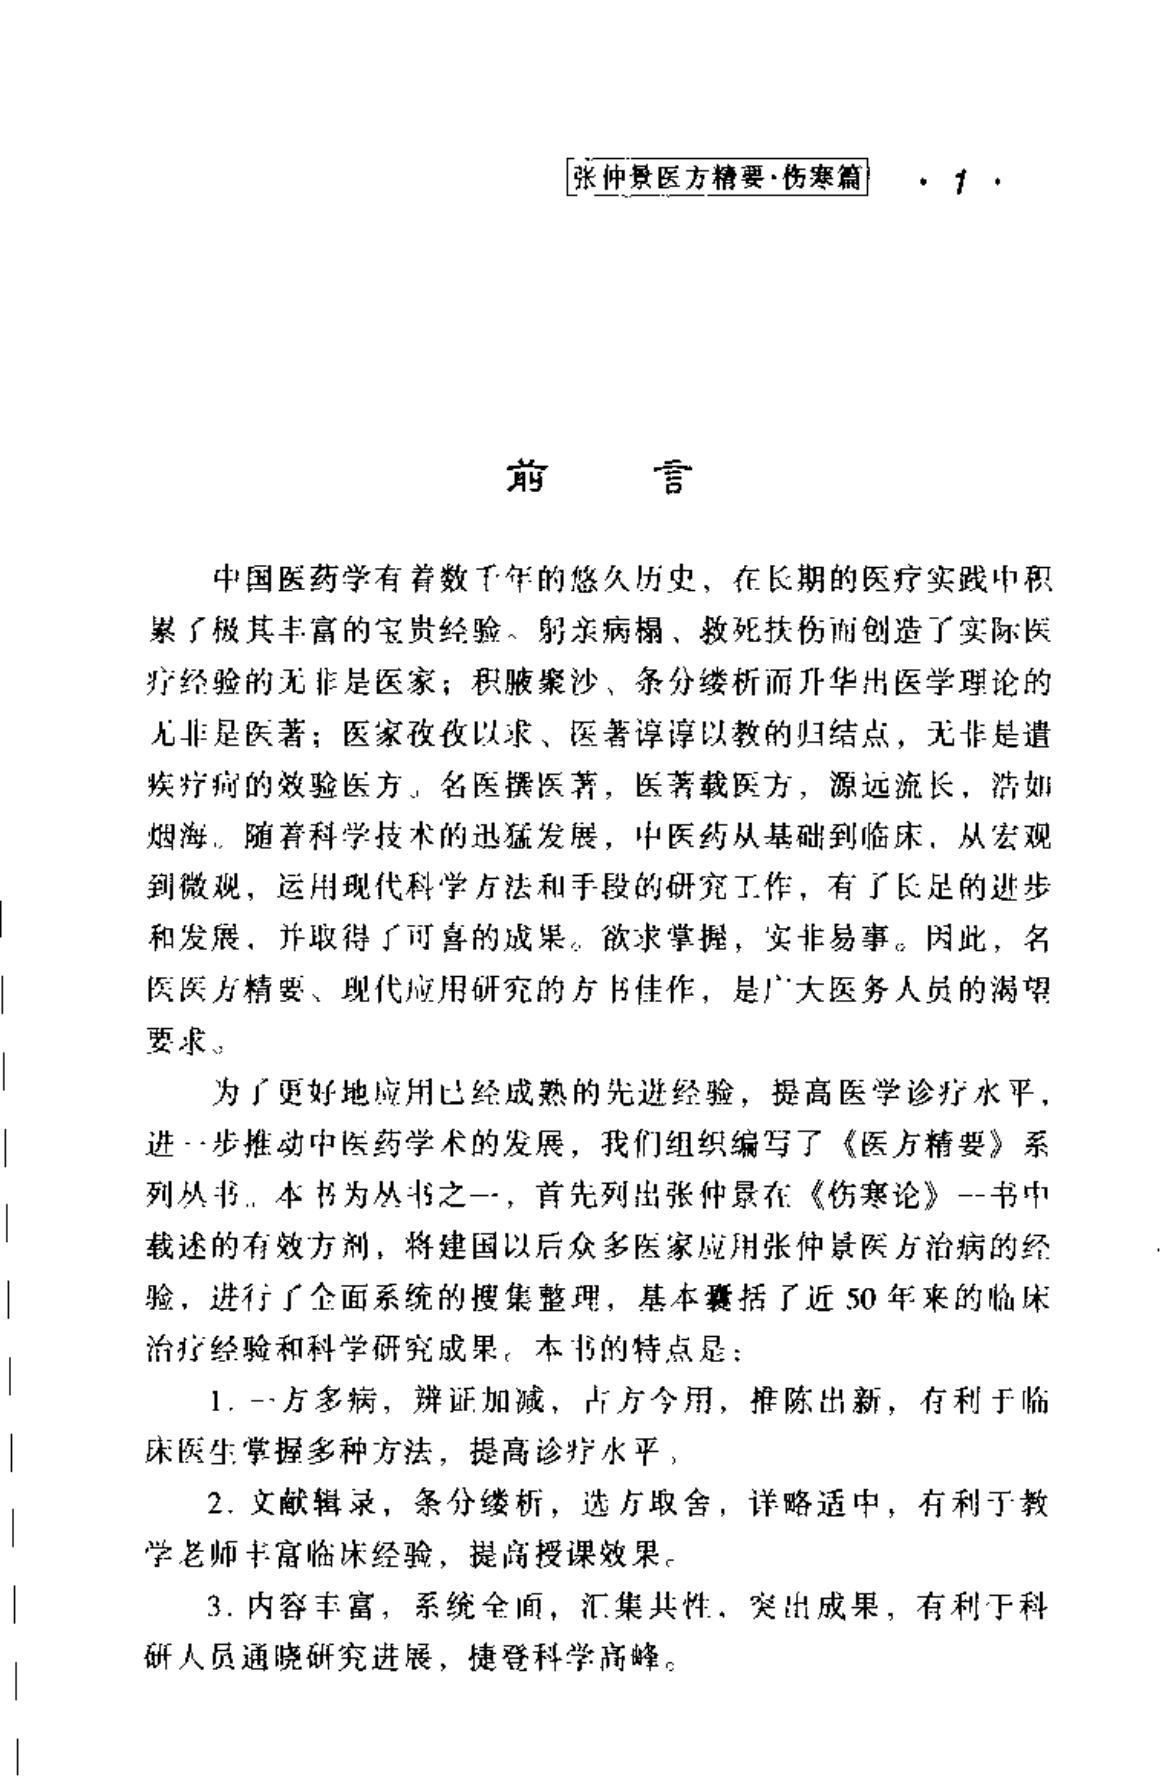 张仲景医方精要·伤寒篇 · 1 ·
前 言
中国医药学有着数千年的悠久历史，在长期的医疗实践中积
累了极其丰富的宝贵经验。躬亲病榻、救死扶伤而创造了实际医
疗经验的无非是医家；积腋聚沙、条分缕析而升华出医学理论的
无非是医著；医家孜孜以求、医著谆谆以教的归结点，无非是遣
疾疗疴的效验医方。名医撰医著，医著载医方，源远流长，浩如
烟海。随着科学技术的迅猛发展，中医药从基础到临床，从宏观
到微观，运用现代科学方法和手段的研究工作，有了长足的进步
和发展，并取得了可喜的成果。欲求掌握，实非易事。因此，名
医医方精要、现代应用研究的方书佳作，是广大医务人员的渴望
要求。
为了更好地应用已经成熟的先进经验，提高医学诊疗水平，
进一步推动中医药学术的发展，我们组织编写了《医方精要》系
列丛书。本书为丛书之一，首先列出张仲景在《伤寒论》一书中
载述的有效方剂，将建国以后众多医家应用张仲景医方治病的经
验，进行了全面系统的搜集整理，基本囊括了近 50 年来的临床
治疗经验和科学研究成果。本书的特点是：
1. 一方多病，辨证加减，古方今用，推陈出新，有利于临
床医生掌握多种方法，提高诊疗水平。
2. 文献辑录，条分缕析，选方取舍，详略适中，有利于教
学老师丰富临床经验，提高授课效果。
3. 内容丰富，系统全面，汇集共性，突出成果，有利于科
研人员通晓研究进展，捷登科学高峰。